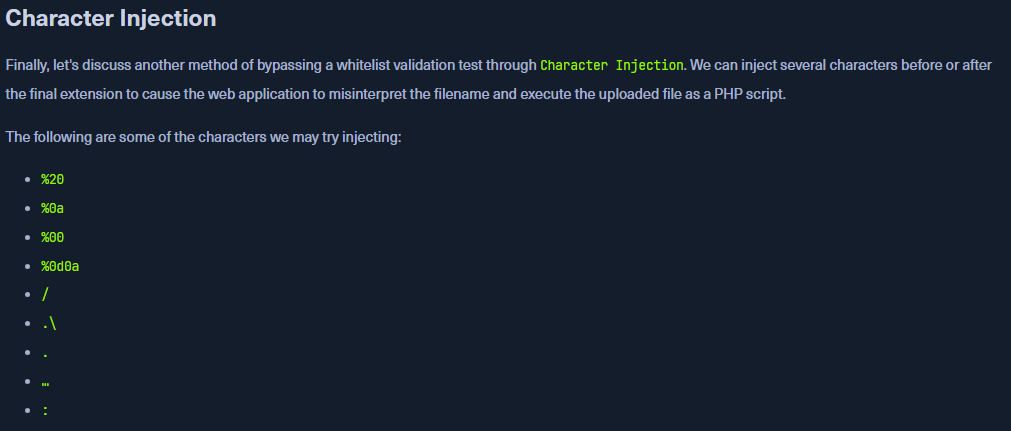 Character Injection
Finally, let's discuss another method of bypassing a whitelist validation test through Character Injection. We can inject several characters before or after
the final extension to cause the web application to misinterpret the filename and execute the uploaded file as a PHP script.
The following are some of the characters we may try injecting:
• %20
• %0a
• %00
• %0d0a
• /
• .\
• .
• …
• :